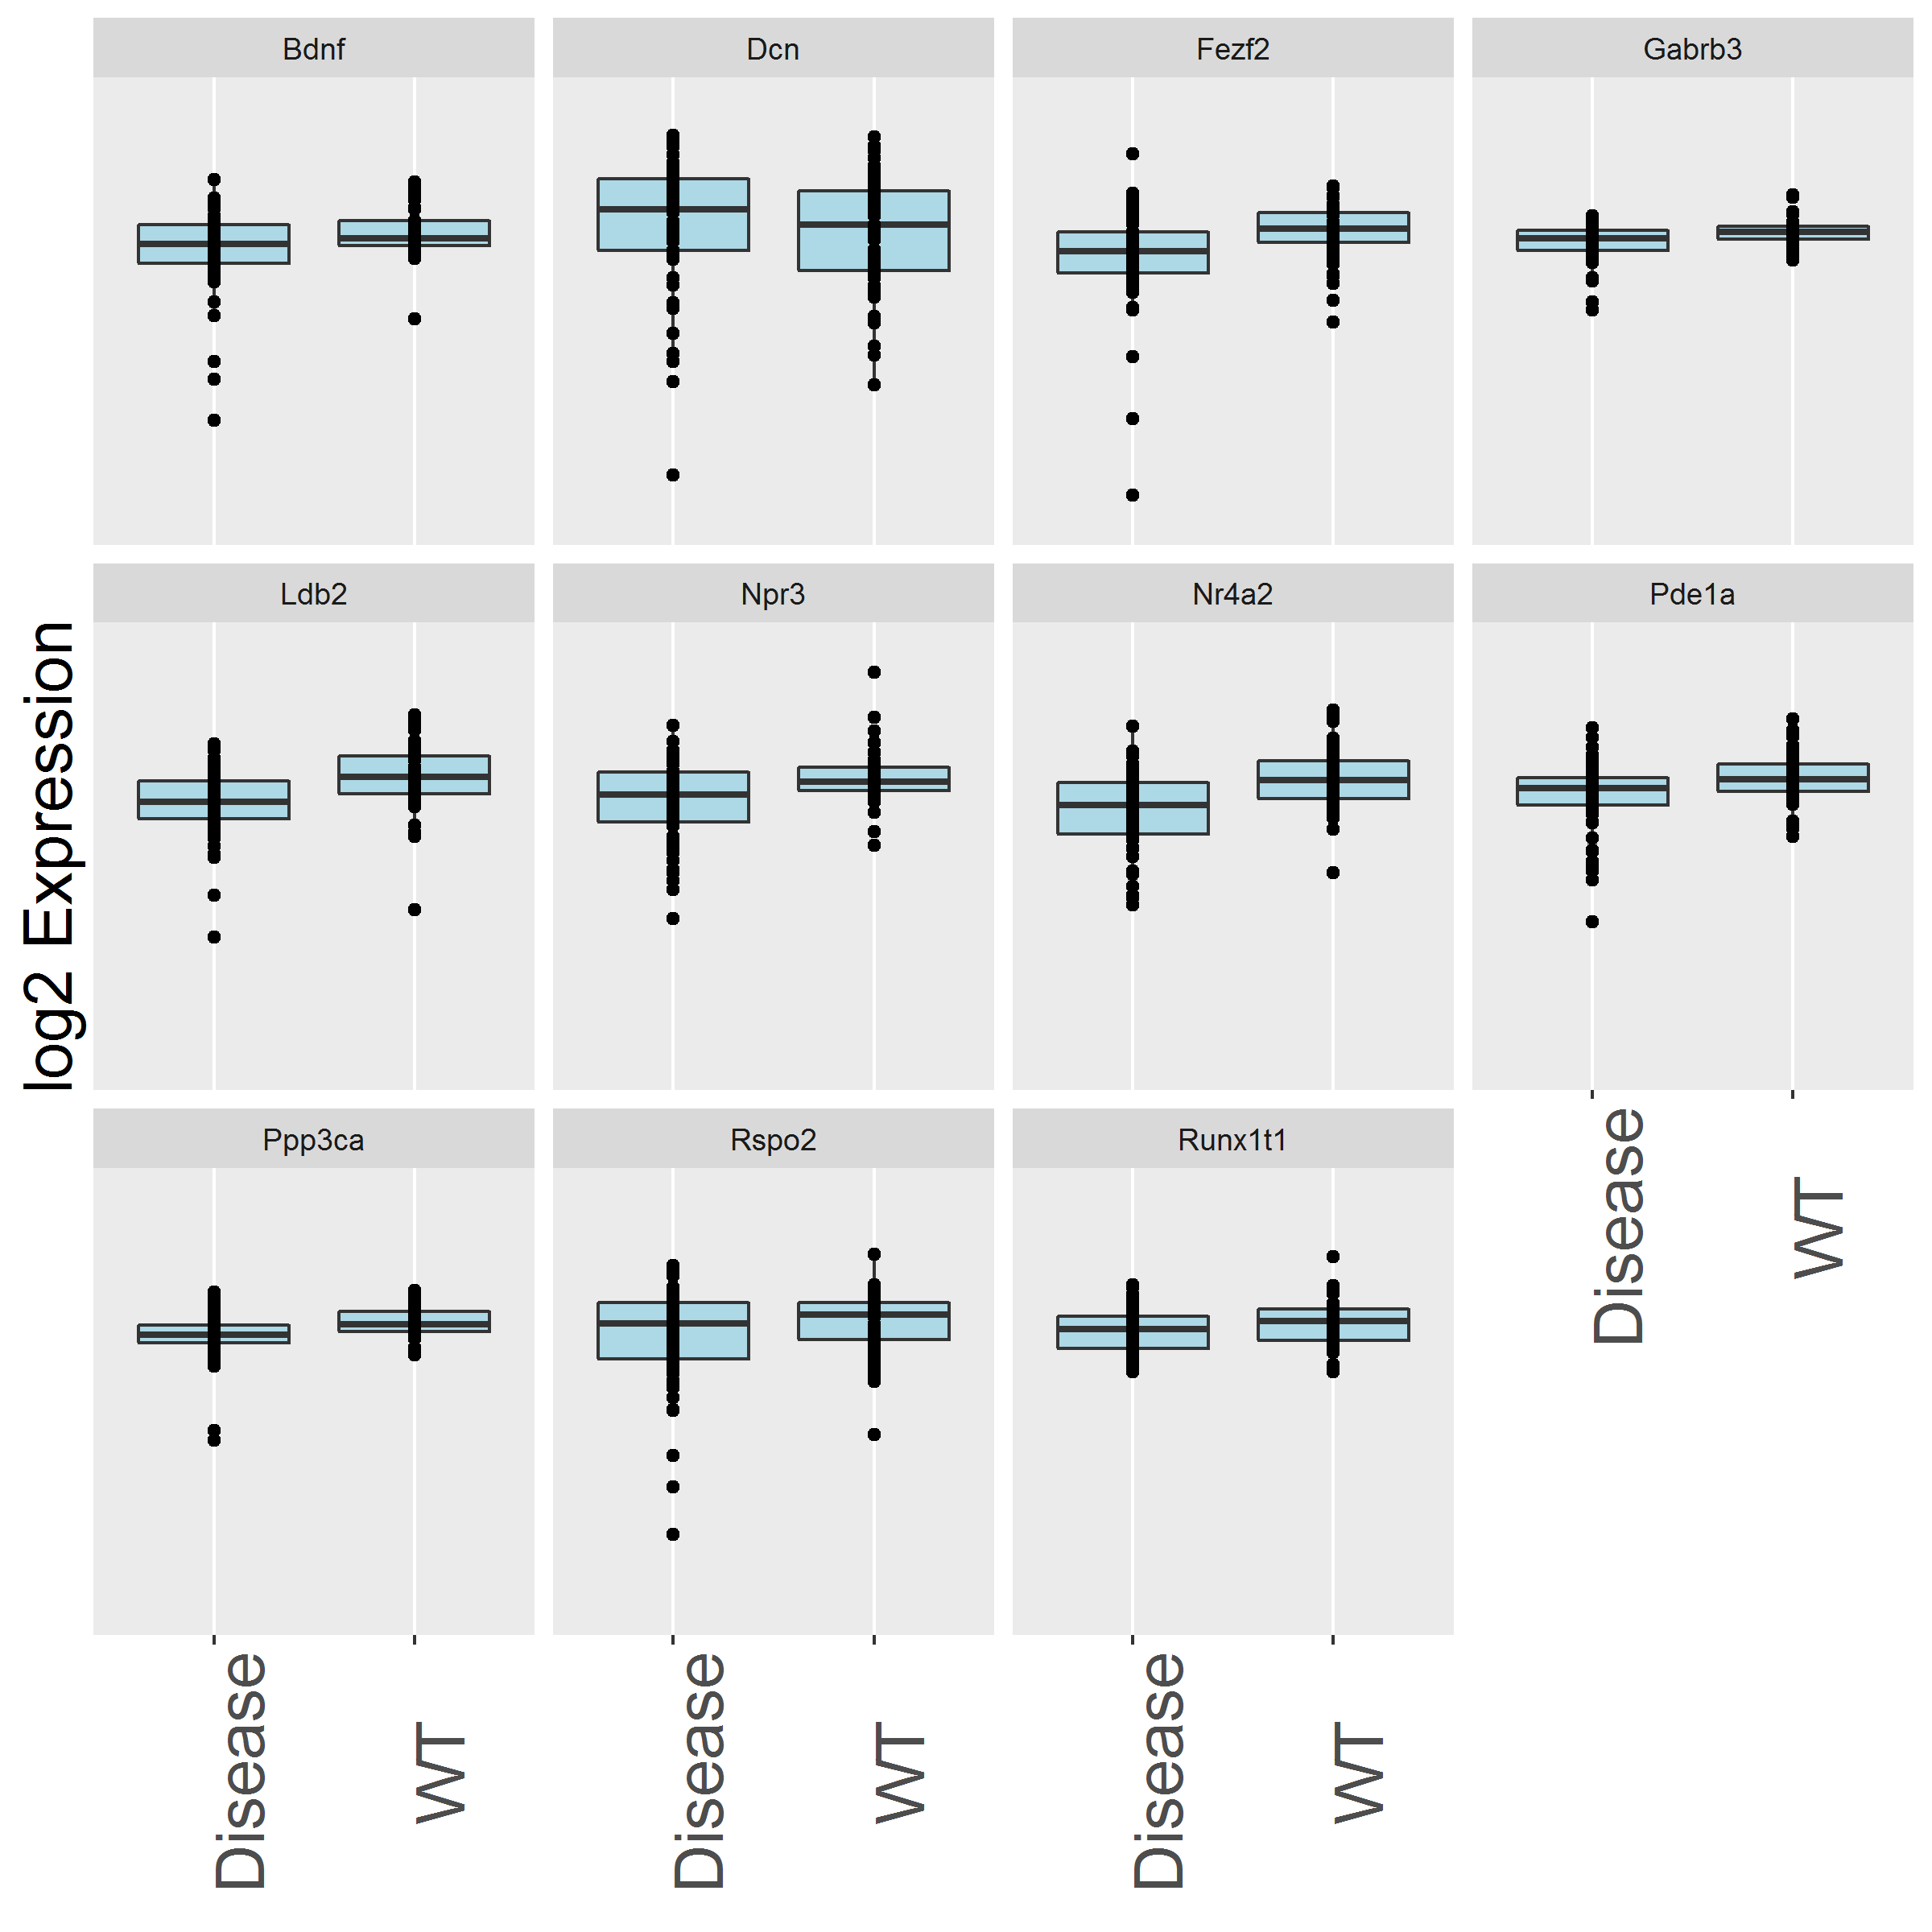 Bdnf
Dcn
Fezf2
Gabrb3
log2 Expression
Ldb2
Npr3
Nr4a2
Pde1a
Ppp3ca
Rspo2
Runx1t1
Disease
WT
Disease
WT
Disease
WT
Disease
WT